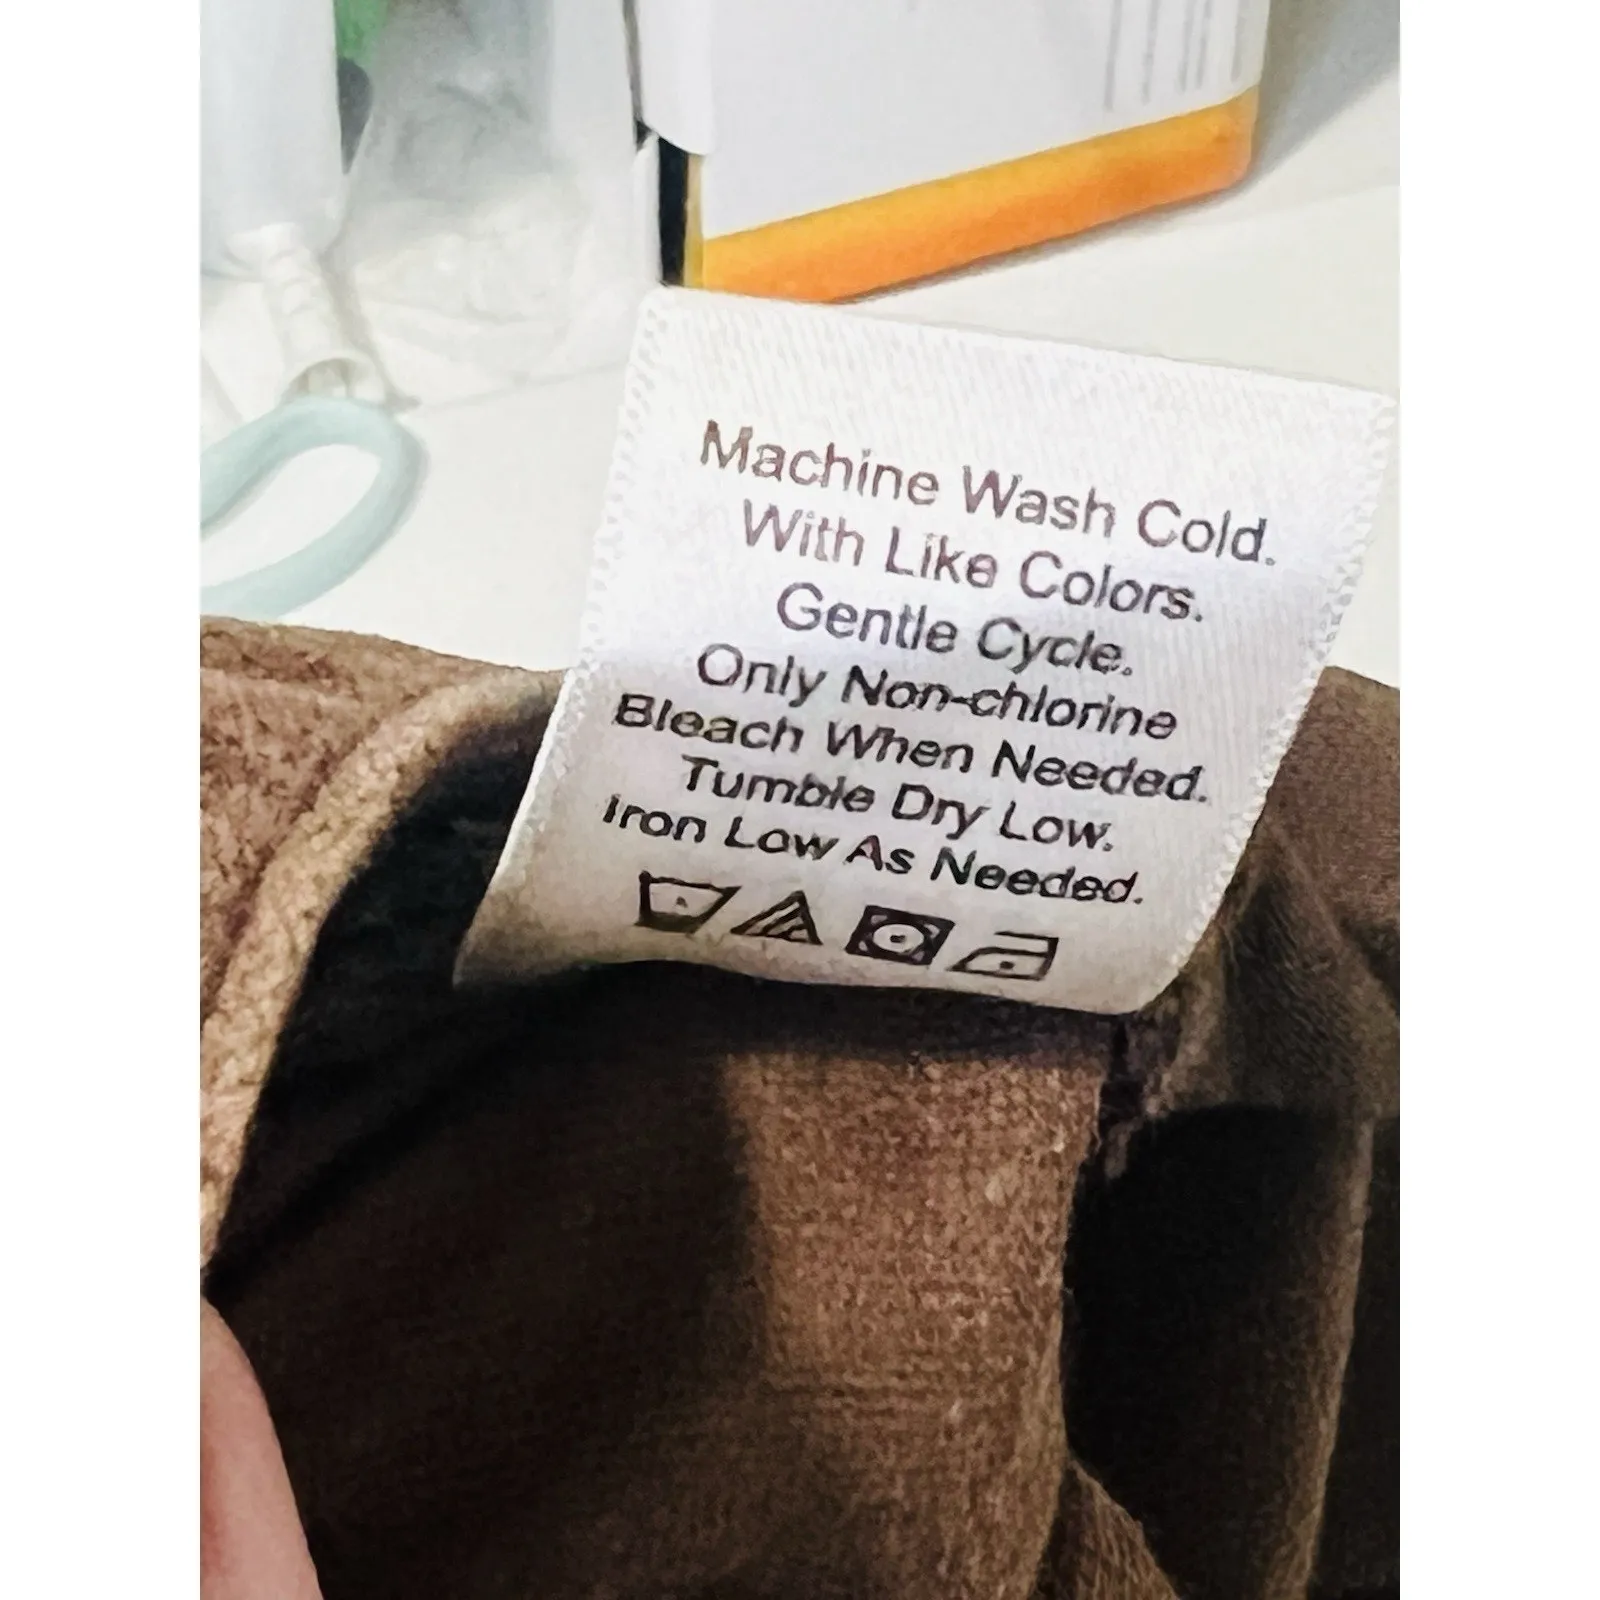 Machine Wash Cold.
With Like Colors.
Gentle Cycle.
Only Non-chlorine
Bleach When Needed.
Tumble Dry Low.
Iron Low As Needed.